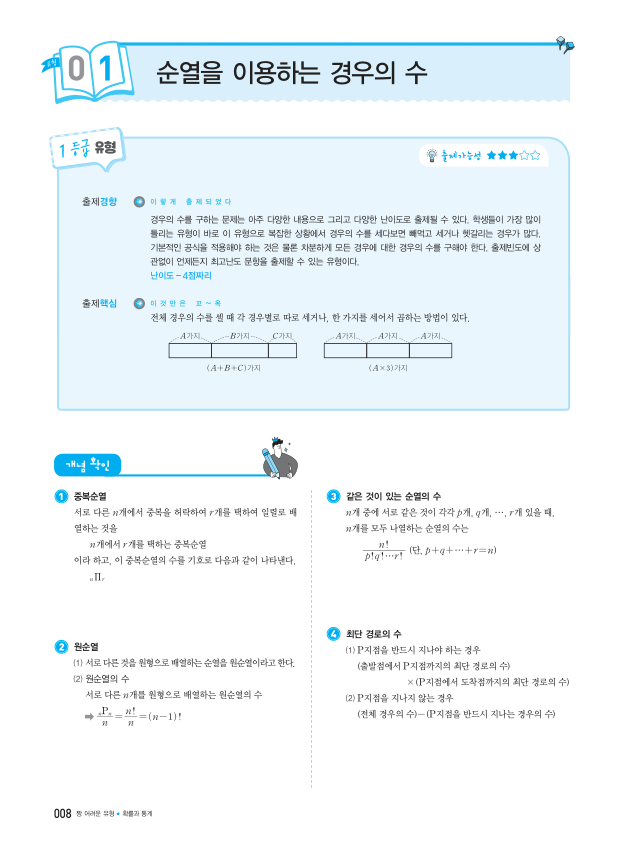 유형
01
순열을 이용하는 경우의 수
1등급 유형
출제가능성 ★★★☆☆
출제경향
이렇게 출제되었다
경우의 수를 구하는 문제는 아주 다양한 내용으로 그리고 다양한 난이도로 출제될 수 있다. 학생들이 가장 많이
틀리는 유형이 바로 이 유형으로 복잡한 상황에서 경우의 수를 세다보면 빼먹고 세거나 헷갈리는 경우가 많다.
기본적인 공식을 적용해야 하는 것은 물론 차분하게 모든 경우에 대한 경우의 수를 구해야 한다. 출제빈도에 상
관없이 언제든지 최고난도 문항을 출제할 수 있는 유형이다.
난이도 – 4점짜리
출제핵심
이것만은 꼬~옥
전체 경우의 수를 셀 때 각 경우별로 따로 세거나, 한 가지를 세어서 곱하는 방법이 있다.
A가지 B가지 C가지
(A+B+C)가지
A가지 A가지 A가지
(A×3)가지
개념 확인
1 중복순열
서로 다른 n개에서 중복을 허락하여 r개를 택하여 일렬로 배
열하는 것을
n개에서 r개를 택하는 중복순열
이라 하고, 이 중복순열의 수를 기호로 다음과 같이 나타낸다.
ₙΠᵣ
2 원순열
(1) 서로 다른 것을 원형으로 배열하는 순열을 원순열이라고 한다.
(2) 원순열의 수
서로 다른 n개를 원형으로 배열하는 원순열의 수
➡ ₙPₙ/n = n!/n = (n-1)!
3 같은 것이 있는 순열의 수
n개 중에 서로 같은 것이 각각 p개, q개, …, r개 있을 때,
n개를 모두 나열하는 순열의 수는
n!/p!q!…r! (단, p+q+…+r=n)
4 최단 경로의 수
(1) P지점을 반드시 지나야 하는 경우
(출발점에서 P지점까지의 최단 경로의 수)
×(P지점에서 도착점까지의 최단 경로의 수)
(2) P지점을 지나지 않는 경우
(전체 경우의 수)-(P지점을 반드시 지나는 경우의 수)
008 짱 어려운 유형 • 확률과 통계